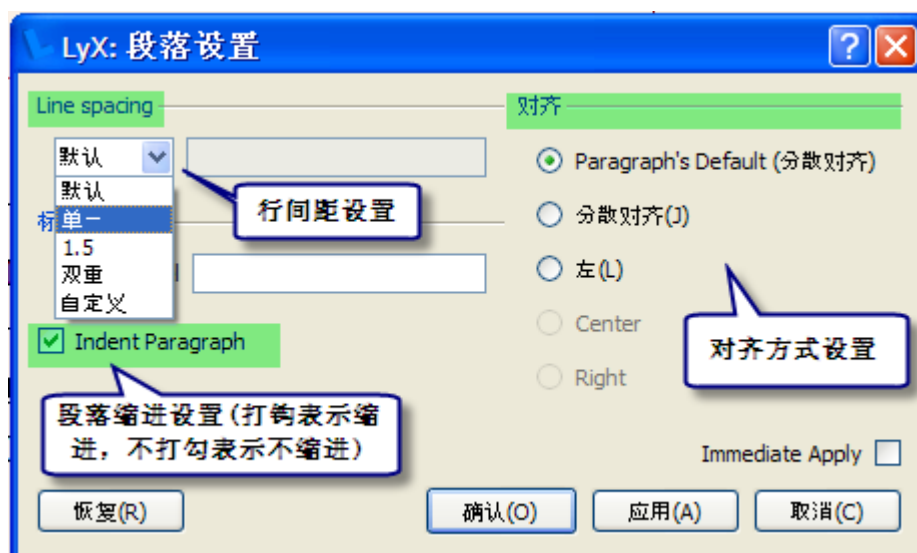 LyX: 段落设置
Line spacing
对齐
默认
Paragraph's Default (分散对齐)
默认
行间距设置
标
单一
分散对齐(J)
1.5
双重
左(L)
自定义
Center
Indent Paragraph
对齐方式设置
Right
段落缩进设置(打钩表示缩
进，不打勾表示不缩进)
Immediate Apply
恢复(R)
确认(O)
应用(A)
取消(C)